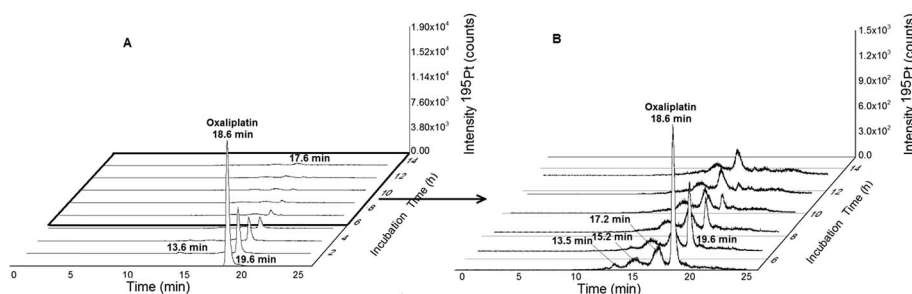 A
1.90x10⁴
1.52x10⁴
1.14x10⁴
7.60x10³
3.80x10³
0.00
Intensity ¹⁹⁵Pt (counts)
Oxaliplatin
18.6 min
17.6 min
13.6 min
19.6 min
14
12
10
8
6
4
2
Incubation Time (h)
0
5
10
15
20
25
Time (min)
B
1.5x10³
1.2x10³
9.0x10²
6.0x10²
3.0x10²
0.0
Intensity ¹⁹⁵Pt (counts)
Oxaliplatin
18.6 min
17.2 min
15.2 min
13.5 min
19.6 min
14
12
10
8
6
Incubation Time (h)
0
5
10
15
20
25
Time (min)